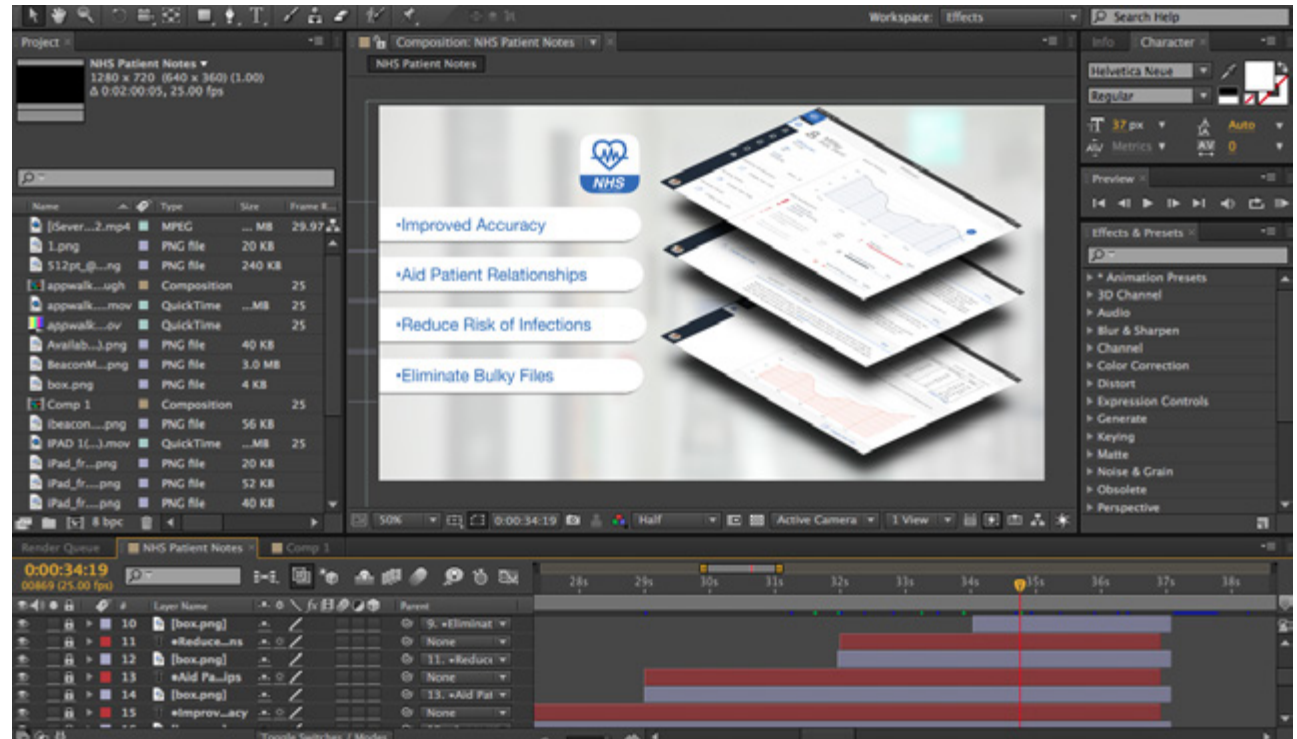 Workspace: Effects
Search Help
Project
NHS Patient Notes
1280 x 720 (640 x 360) (1.00)
Δ 0:02:00:05, 25.00 fps
Name Type Size Frame R...
[ISever...2.mp4 MPEG ... MB 29.97
1.png PNG file 20 KB
512pt_@...ng PNG file 240 KB
appwalk...ugh Composition 25
appwalk....mov QuickTime ...MB 25
appwalk...ov QuickTime 25
Availab...).png PNG file 40 KB
BeaconM...png PNG file 3.0 MB
box.png PNG file 4 KB
Comp 1 Composition 25
ibeacon....png PNG file 56 KB
IPAD 1(...).mov QuickTime ...MB 25
iPad_fr...png PNG file 20 KB
iPad_fr....png PNG file 52 KB
iPad_fr....png PNG file 40 KB
8 bpc
Composition: NHS Patient Notes
NHS Patient Notes
NHS
•Improved Accuracy
•Aid Patient Relationships
•Reduce Risk of Infections
•Eliminate Bulky Files
50% 0:00:34:19 Half Active Camera 1 View
Info Character
Helvetica Neue
Regular
37 px Auto
Metrics 0
Preview
Effects & Presets
* Animation Presets
3D Channel
Audio
Blur & Sharpen
Channel
Color Correction
Distort
Expression Controls
Generate
Keying
Matte
Noise & Grain
Obsolete
Perspective
Render Queue NHS Patient Notes Comp 1
0:00:34:19
00869 (25.00 fps)
28s 29s 30s 31s 32s 33s 34s 35s 36s 37s 38s
# Layer Name Parent
10 [box.png] 9. •Eliminat
11 •Reduce...ns None
12 [box.png] 11. •Reduce
13 •Aid Pa...ips None
14 [box.png] 13. •Aid Pat
15 •Improv...acy None
Toggle Switches / Modes